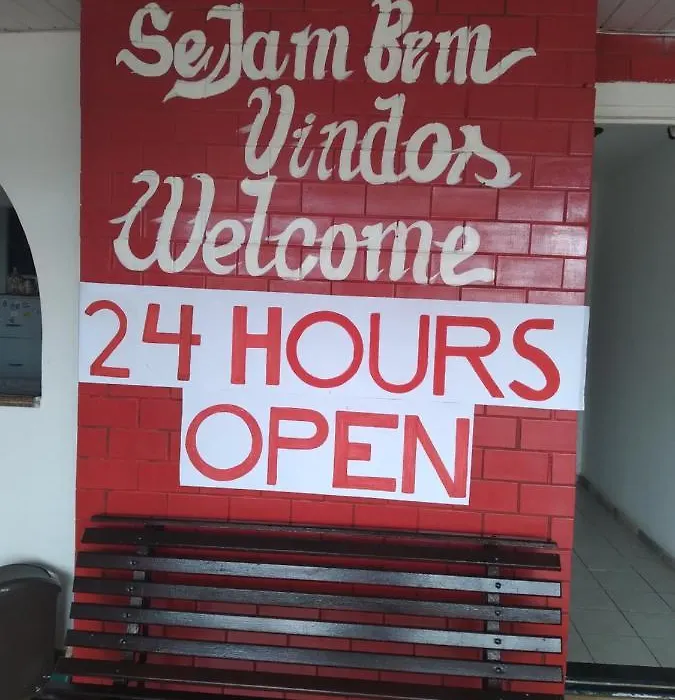 Sejam Bem
Vindos
Welcome
24 HOURS
OPEN